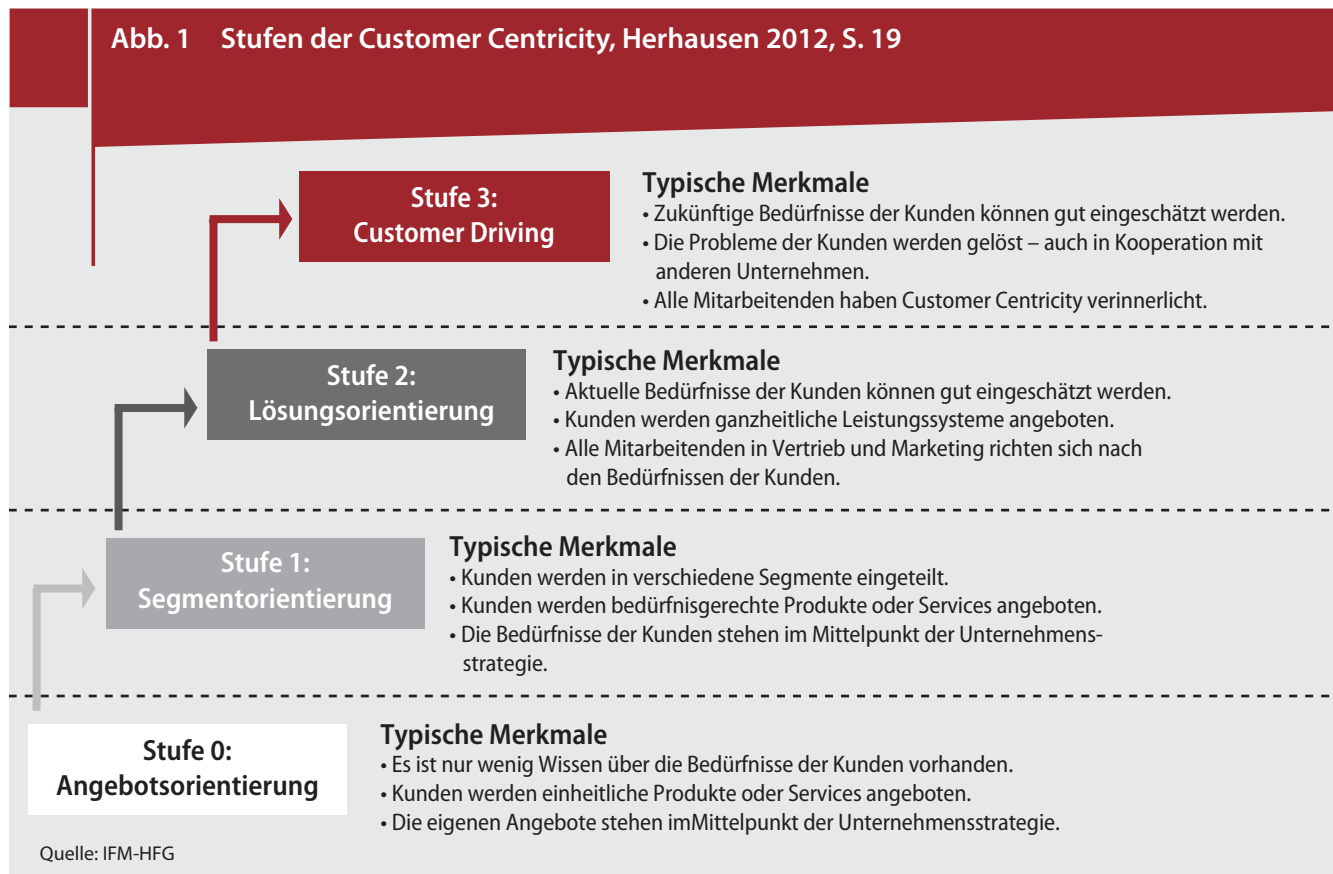 Abb. 1 Stufen der Customer Centricity, Herhausen 2012, S. 19
Stufe 3:
Customer Driving
Typische Merkmale
• Zukünftige Bedürfnisse der Kunden können gut eingeschätzt werden.
• Die Probleme der Kunden werden gelöst – auch in Kooperation mit
anderen Unternehmen.
• Alle Mitarbeitenden haben Customer Centricity verinnerlicht.
Stufe 2:
Lösungsorientierung
Typische Merkmale
• Aktuelle Bedürfnisse der Kunden können gut eingeschätzt werden.
• Kunden werden ganzheitliche Leistungssysteme angeboten.
• Alle Mitarbeitenden in Vertrieb und Marketing richten sich nach
den Bedürfnissen der Kunden.
Stufe 1:
Segmentorientierung
Typische Merkmale
• Kunden werden in verschiedene Segmente eingeteilt.
• Kunden werden bedürfnisgerechte Produkte oder Services angeboten.
• Die Bedürfnisse der Kunden stehen im Mittelpunkt der Unternehmens-
strategie.
Stufe 0:
Angebotsorientierung
Typische Merkmale
• Es ist nur wenig Wissen über die Bedürfnisse der Kunden vorhanden.
• Kunden werden einheitliche Produkte oder Services angeboten.
• Die eigenen Angebote stehen imMittelpunkt der Unternehmensstrategie.
Quelle: IFM-HFG